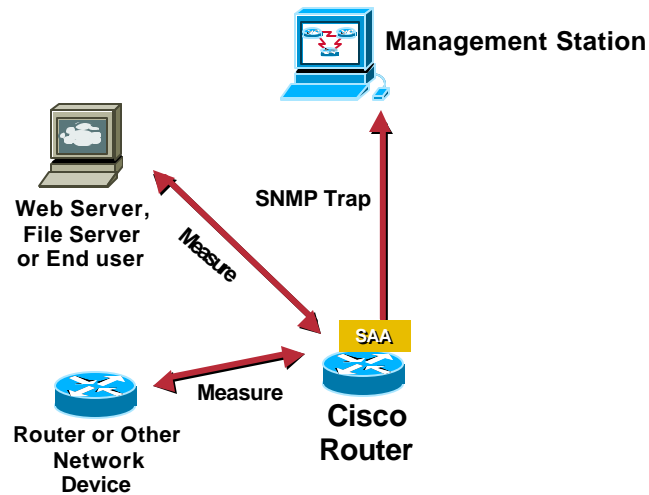 Management Station
SNMP Trap
Web Server,
File Server
or End user
Measure
SAA
Measure
Cisco
Router
Router or Other
Network
Device